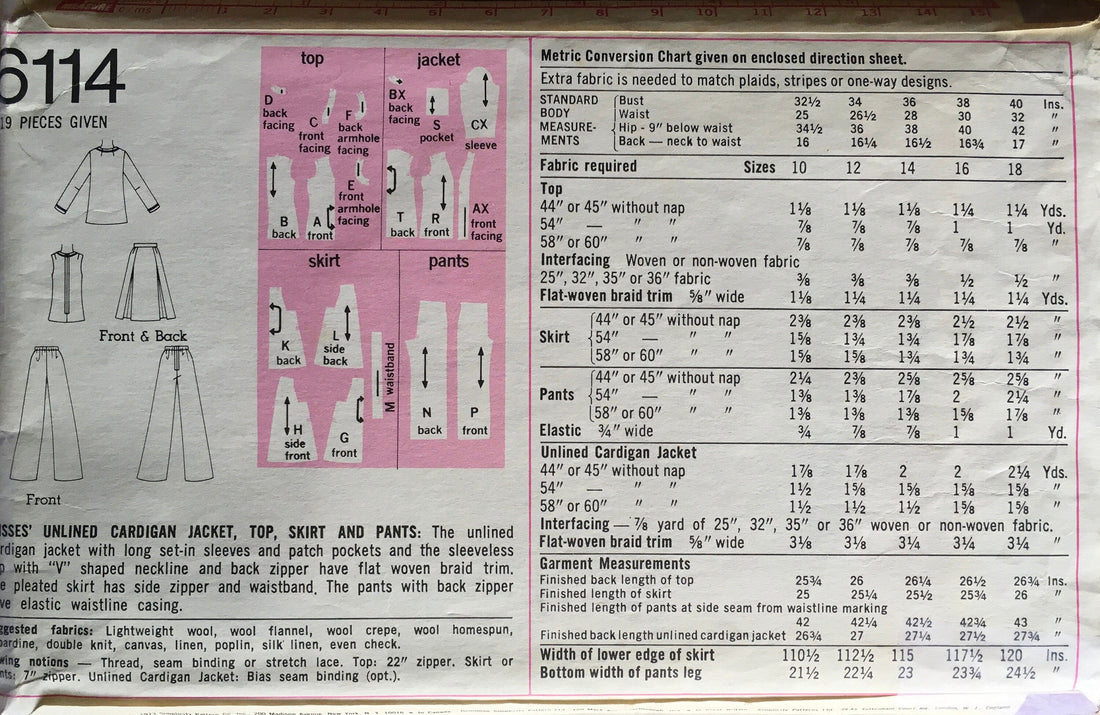 c/ms 1 2 3 4 5 6 7 8 9 10 11 12 13 14 15
6114
19 PIECES GIVEN
Front & Back
Front
top
D back facing
C front facing
F back armhole facing
E front armhole facing
B back
A front
jacket
BX back facing
S pocket
CX sleeve
T back
R front
AX front facing
skirt
K back
L side back
M waistband
H side front
G front
pants
N back
P front
ISSES' UNLINED CARDIGAN JACKET, TOP, SKIRT AND PANTS: The unlined
rdigan jacket with long set-in sleeves and patch pockets and the sleeveless
p with "V" shaped neckline and back zipper have flat woven braid trim.
e pleated skirt has side zipper and waistband. The pants with back zipper
ve elastic waistline casing.
ggested fabrics: Lightweight wool, wool flannel, wool crepe, wool homespun,
bardine, double knit, canvas, linen, poplin, silk linen, even check.
wing notions — Thread, seam binding or stretch lace. Top: 22" zipper. Skirt or
nts: 7" zipper. Unlined Cardigan Jacket: Bias seam binding (opt.).
Metric Conversion Chart given on enclosed direction sheet.
Extra fabric is needed to match plaids, stripes or one-way designs.
STANDARD Bust 32½ 34 36 38 40 Ins.
BODY Waist 25 26½ 28 30 32 "
MEASURE- Hip - 9" below waist 34½ 36 38 40 42 "
MENTS Back — neck to waist 16 16¼ 16½ 16¾ 17 "
Fabric required Sizes 10 12 14 16 18
Top
44" or 45" without nap 1⅛ 1⅛ 1⅛ 1¼ 1¼ Yds.
54" — " " ⅞ ⅞ ⅞ 1 1 Yd.
58" or 60" " " ⅞ ⅞ ⅞ ⅞ ⅞ "
Interfacing Woven or non-woven fabric
25", 32", 35" or 36" fabric ⅜ ⅜ ⅜ ½ ½ "
Flat-woven braid trim ⅝" wide 1⅛ 1¼ 1¼ 1¼ 1¼ Yds.
44" or 45" without nap 2⅜ 2⅜ 2⅜ 2½ 2½ "
Skirt 54" — " " 1⅝ 1¾ 1¾ 1⅞ 1⅞ "
58" or 60" " " 1⅝ 1⅝ 1¾ 1¾ 1¾ "
44" or 45" without nap 2¼ 2⅜ 2⅝ 2⅝ 2⅝ "
Pants 54" — " " 1⅜ 1⅜ 1⅞ 2 2¼ "
58" or 60" " " 1⅜ 1⅜ 1⅜ 1⅝ 1⅞ "
Elastic ¾" wide ¾ ⅞ ⅞ 1 1 Yd.
Unlined Cardigan Jacket
44" or 45" without nap 1⅞ 1⅞ 2 2 2¼ Yds.
54" — " " 1½ 1⅝ 1⅝ 1⅝ 1⅝ "
58" or 60" " " 1½ 1½ 1½ 1⅝ 1⅝ "
Interfacing — ⅞ yard of 25", 32", 35" or 36" woven or non-woven fabric.
Flat-woven braid trim ⅝" wide 3⅛ 3⅛ 3¼ 3¼ 3¼ "
Garment Measurements
Finished back length of top 25¾ 26 26¼ 26½ 26¾ Ins.
Finished length of skirt 25 25¼ 25½ 25¾ 26 "
Finished length of pants at side seam from waistline marking
42 42¼ 42½ 42¾ 43 "
Finished back length unlined cardigan jacket 26¾ 27 27¼ 27½ 27¾ "
Width of lower edge of skirt 110½ 112½ 115 117½ 120 Ins.
Bottom width of pants leg 21½ 22¼ 23 23¾ 24½ "